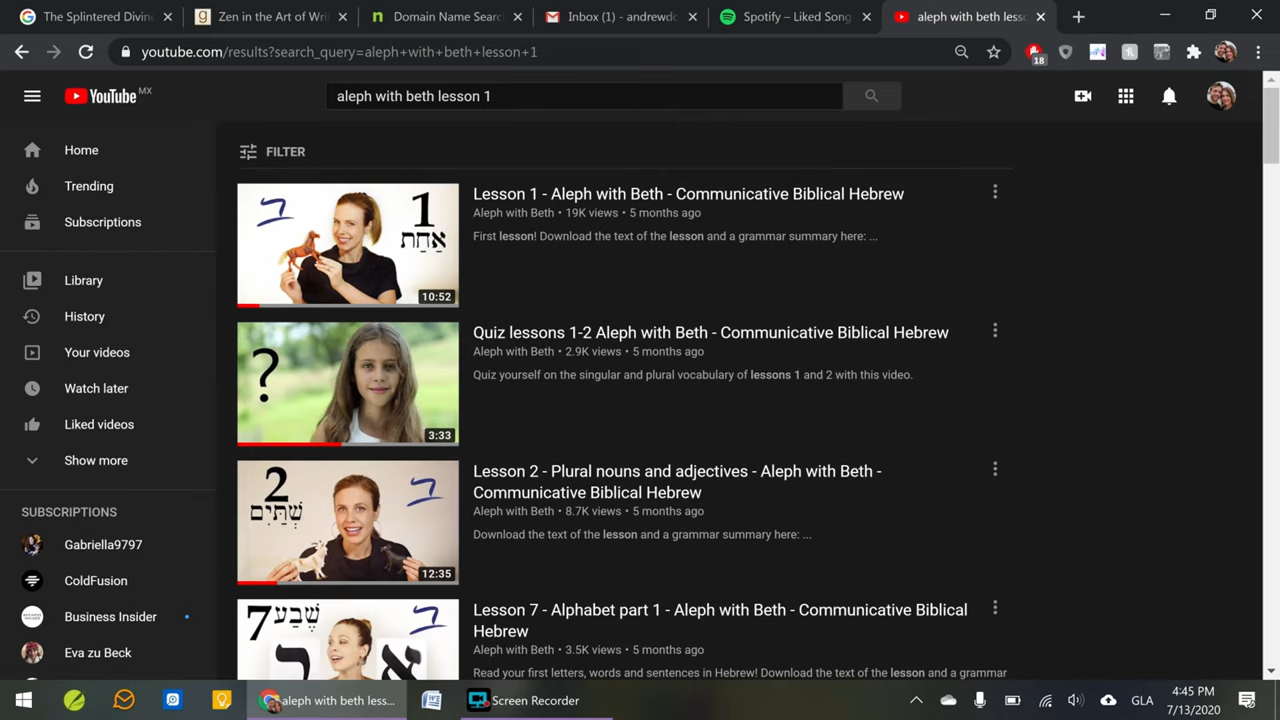 The Splintered Divine
Zen in the Art of Wri
Domain Name Searc
Inbox (1) - andrewdo
Spotify – Liked Song
aleph with beth lesso
youtube.com/results?search_query=aleph+with+beth+lesson+1
18
YouTube MX
aleph with beth lesson 1
Home
Trending
Subscriptions
Library
History
Your videos
Watch later
Liked videos
Show more
SUBSCRIPTIONS
Gabriella9797
ColdFusion
Business Insider
Eva zu Beck
FILTER
ב
1
אַחַת
10:52
Lesson 1 - Aleph with Beth - Communicative Biblical Hebrew
Aleph with Beth • 19K views • 5 months ago
First lesson! Download the text of the lesson and a grammar summary here: ...
?
3:33
Quiz lessons 1-2 Aleph with Beth - Communicative Biblical Hebrew
Aleph with Beth • 2.9K views • 5 months ago
Quiz yourself on the singular and plural vocabulary of lessons 1 and 2 with this video.
2
שְׁתַּיִם
ב
12:35
Lesson 2 - Plural nouns and adjectives - Aleph with Beth -
Communicative Biblical Hebrew
Aleph with Beth • 8.7K views • 5 months ago
Download the text of the lesson and a grammar summary here: ...
7 שֶׁבַע
ב
א
Lesson 7 - Alphabet part 1 - Aleph with Beth - Communicative Biblical
Hebrew
Aleph with Beth • 3.5K views • 5 months ago
Read your first letters, words and sentences in Hebrew! Download the text of the lesson and a grammar
aleph with beth less...
Screen Recorder
GLA
4:45 PM
7/13/2020